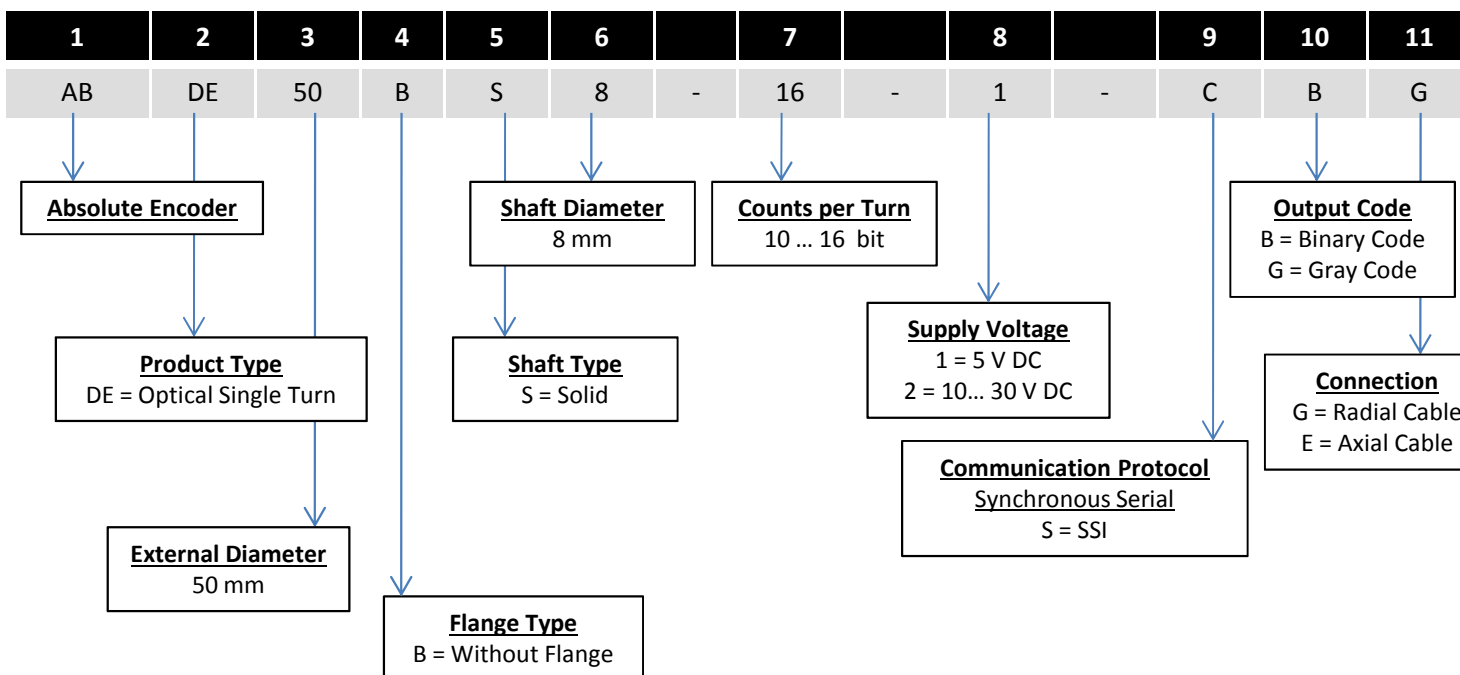 1 2 3 4 5 6 7 8 9 10 11
AB DE 50 B S 8 - 16 - 1 - C B G
Absolute Encoder
Shaft Diameter
8 mm
Counts per Turn
10 ... 16 bit
Output Code
B = Binary Code
G = Gray Code
Product Type
DE = Optical Single Turn
Shaft Type
S = Solid
Supply Voltage
1 = 5 V DC
2 = 10... 30 V DC
Connection
G = Radial Cable
E = Axial Cable
Communication Protocol
Synchronous Serial
S = SSI
External Diameter
50 mm
Flange Type
B = Without Flange